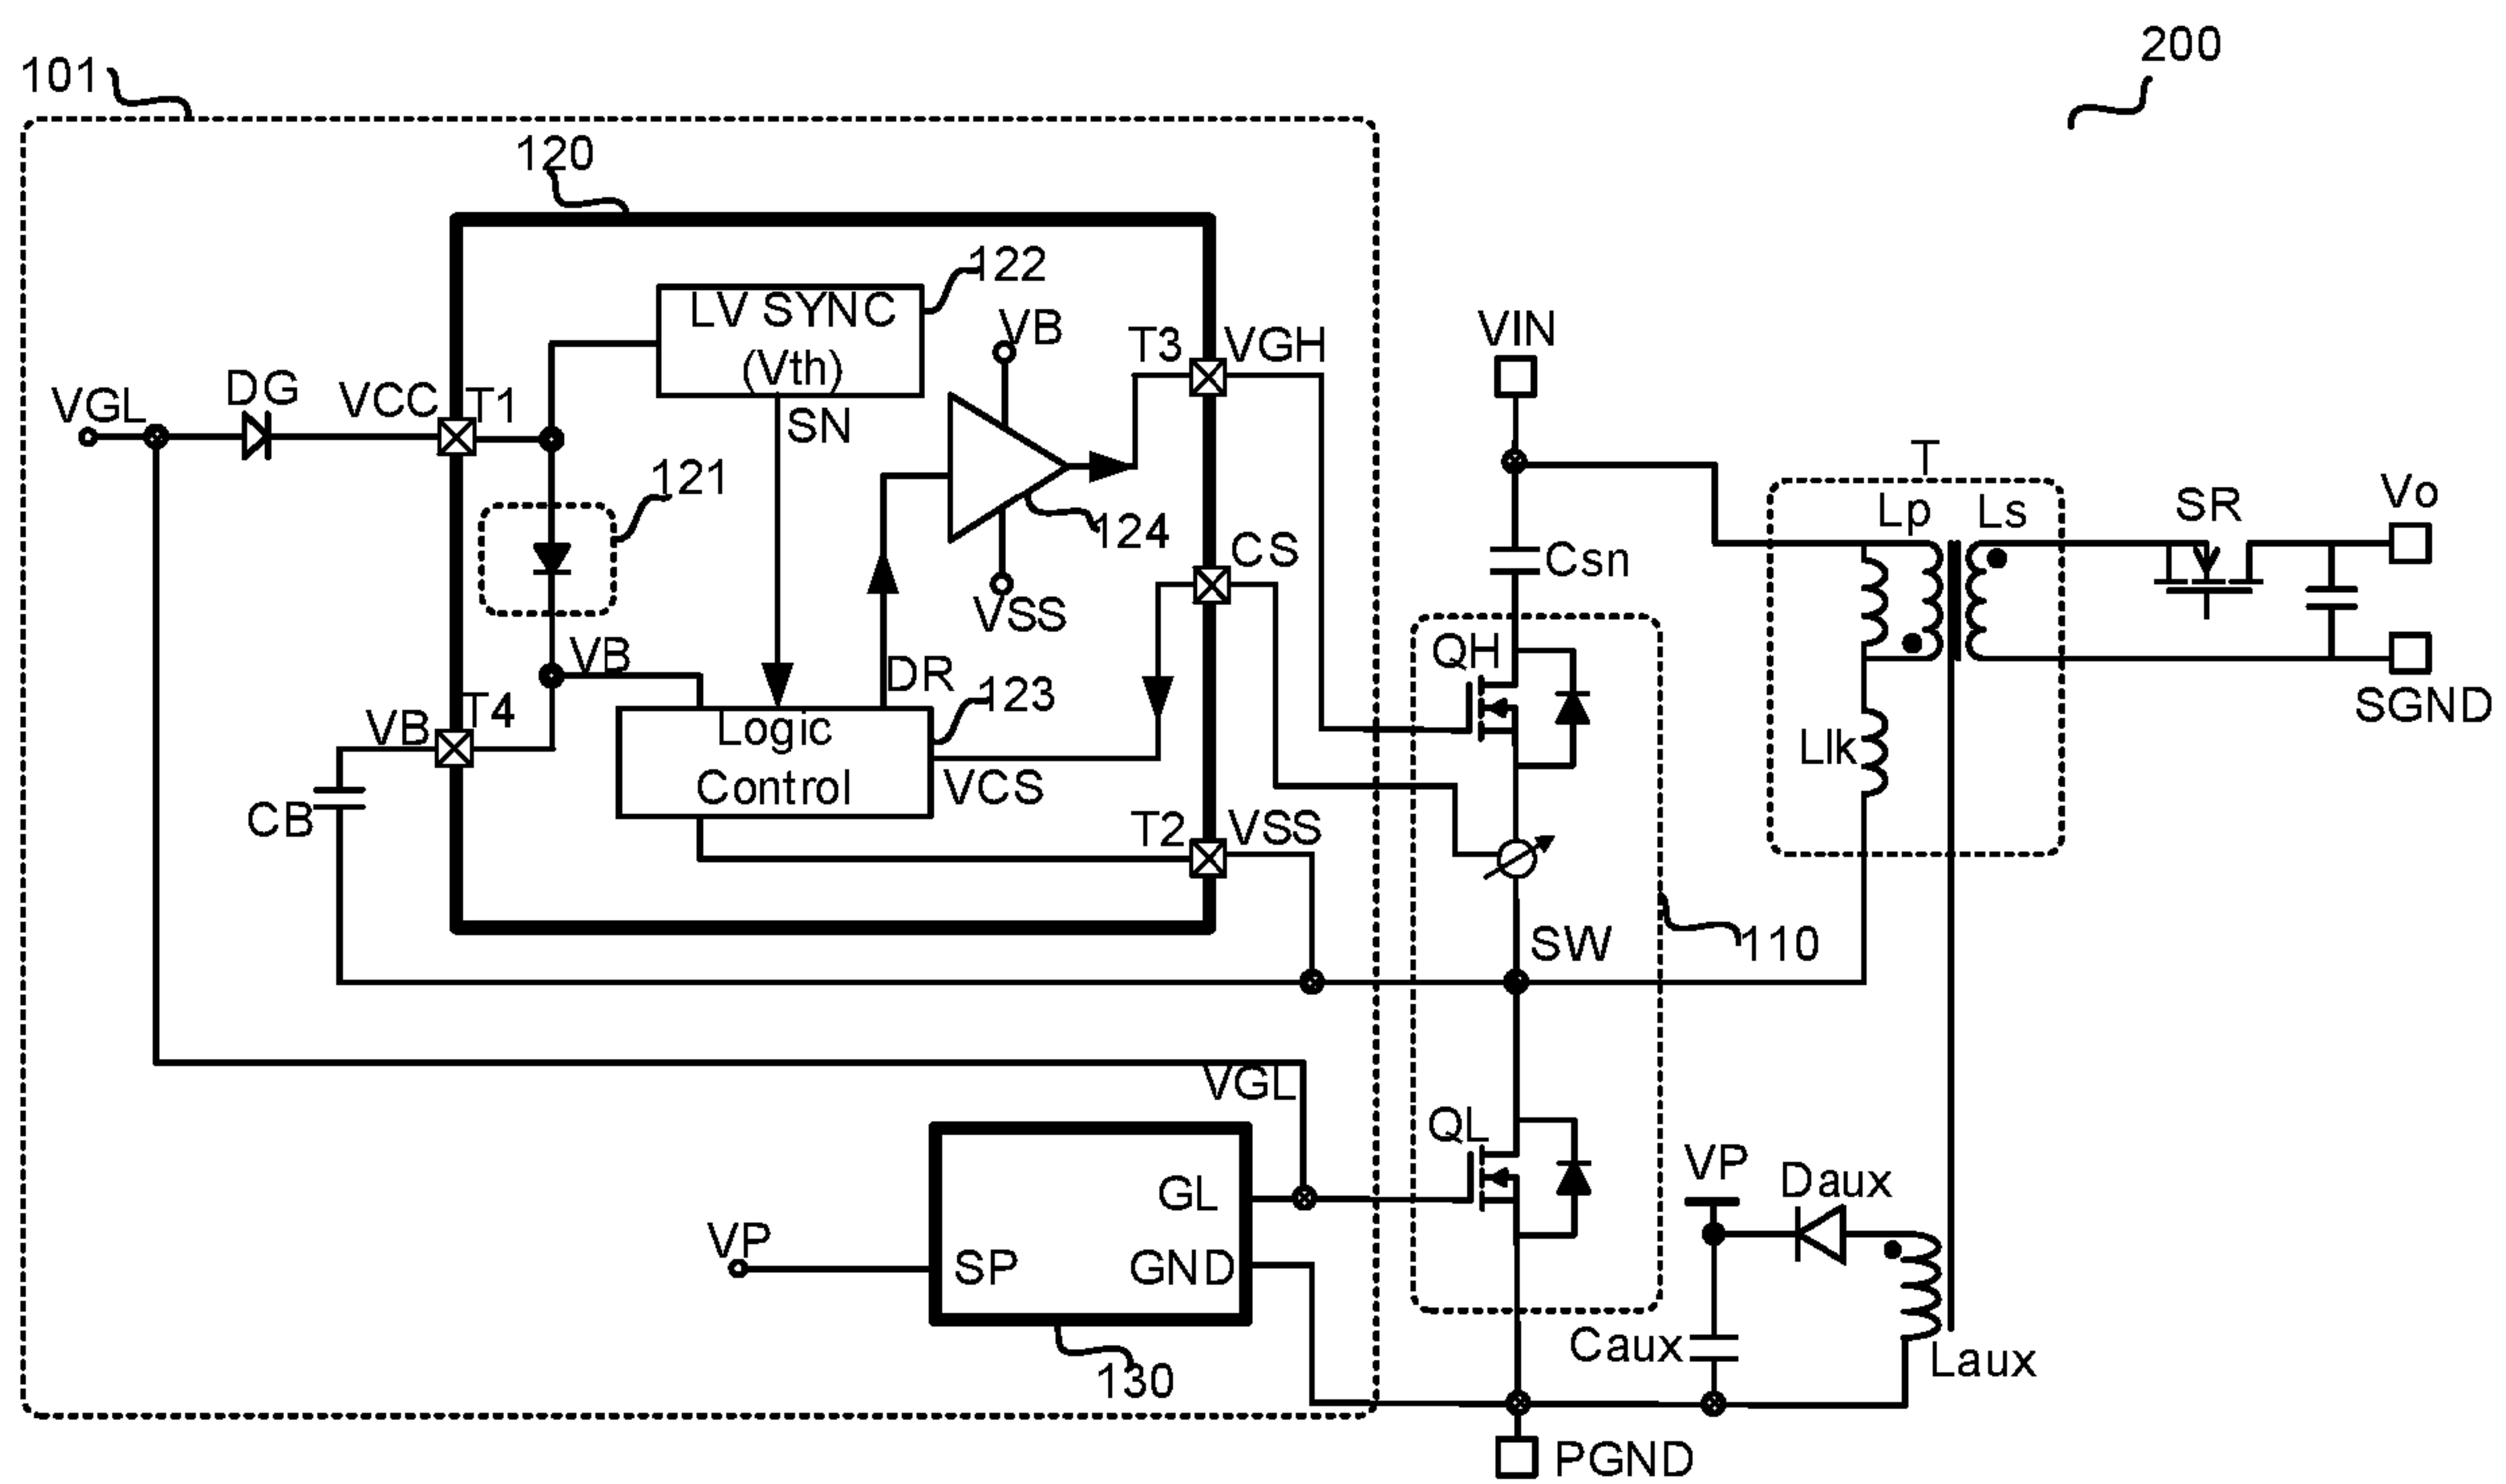 200
101
120
122
LV SYNC
(Vth)
VB
T3
VGH
VIN
DG
VCC
T1
VGL
SN
121
124
CS
VSS
T
Lp
Ls
SR
Vo
Csn
VB
DR
123
QH
SGND
VB
T4
Logic
Control
VCS
Llk
CB
T2
VSS
SW
110
VGL
QL
VP
Daux
GL
VP
SP
GND
Caux
Laux
130
PGND